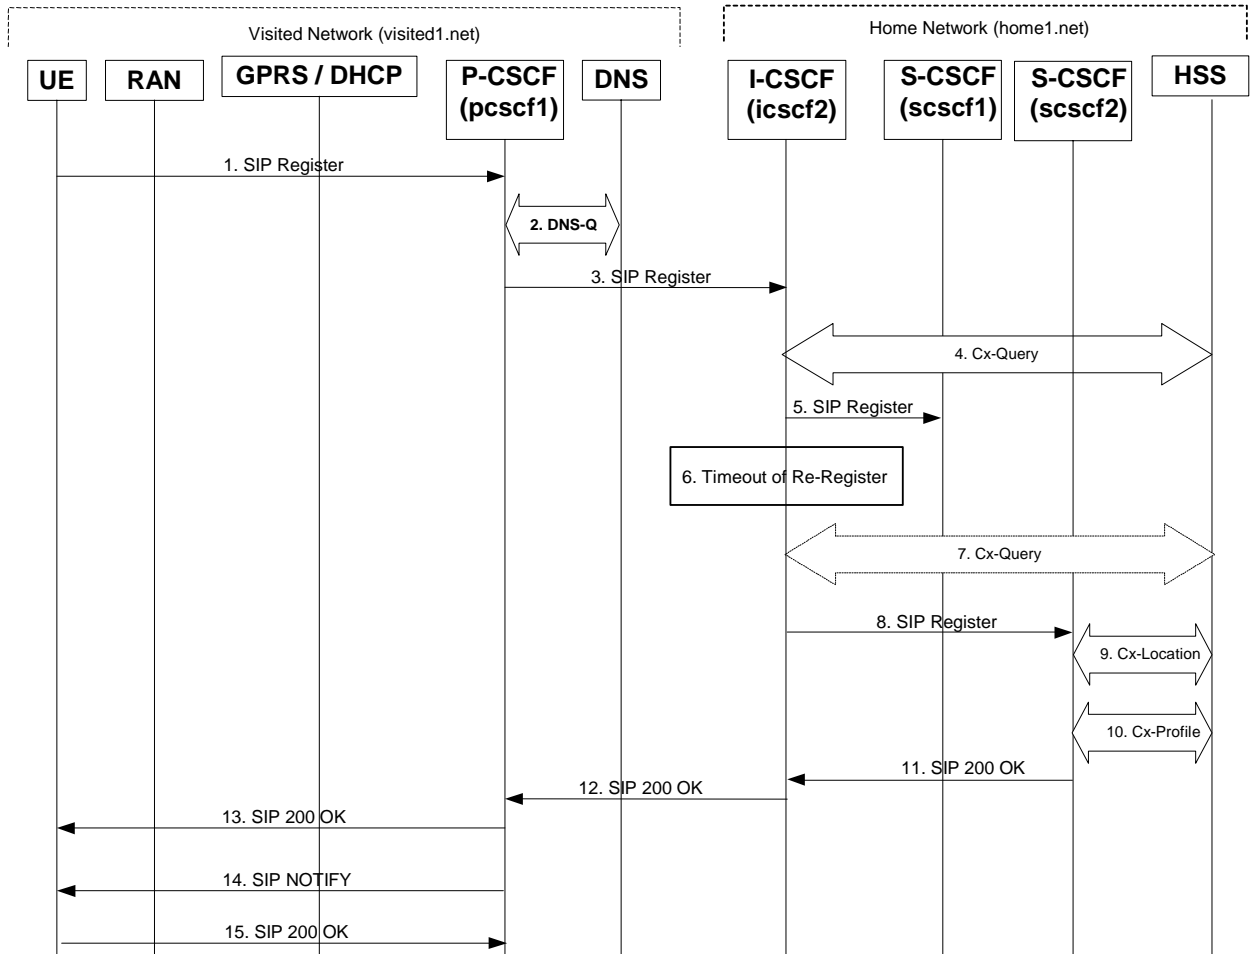 Visited Network (visited1.net)
Home Network (home1.net)
UE
RAN
GPRS / DHCP
P-CSCF
(pcscf1)
DNS
I-CSCF
(icscf2)
S-CSCF
(scscf1)
S-CSCF
(scscf2)
HSS
1. SIP Register
2. DNS-Q
3. SIP Register
4. Cx-Query
5. SIP Register
6. Timeout of Re-Register
7. Cx-Query
8. SIP Register
9. Cx-Location
10. Cx-Profile
11. SIP 200 OK
12. SIP 200 OK
13. SIP 200 OK
14. SIP NOTIFY
15. SIP 200 OK